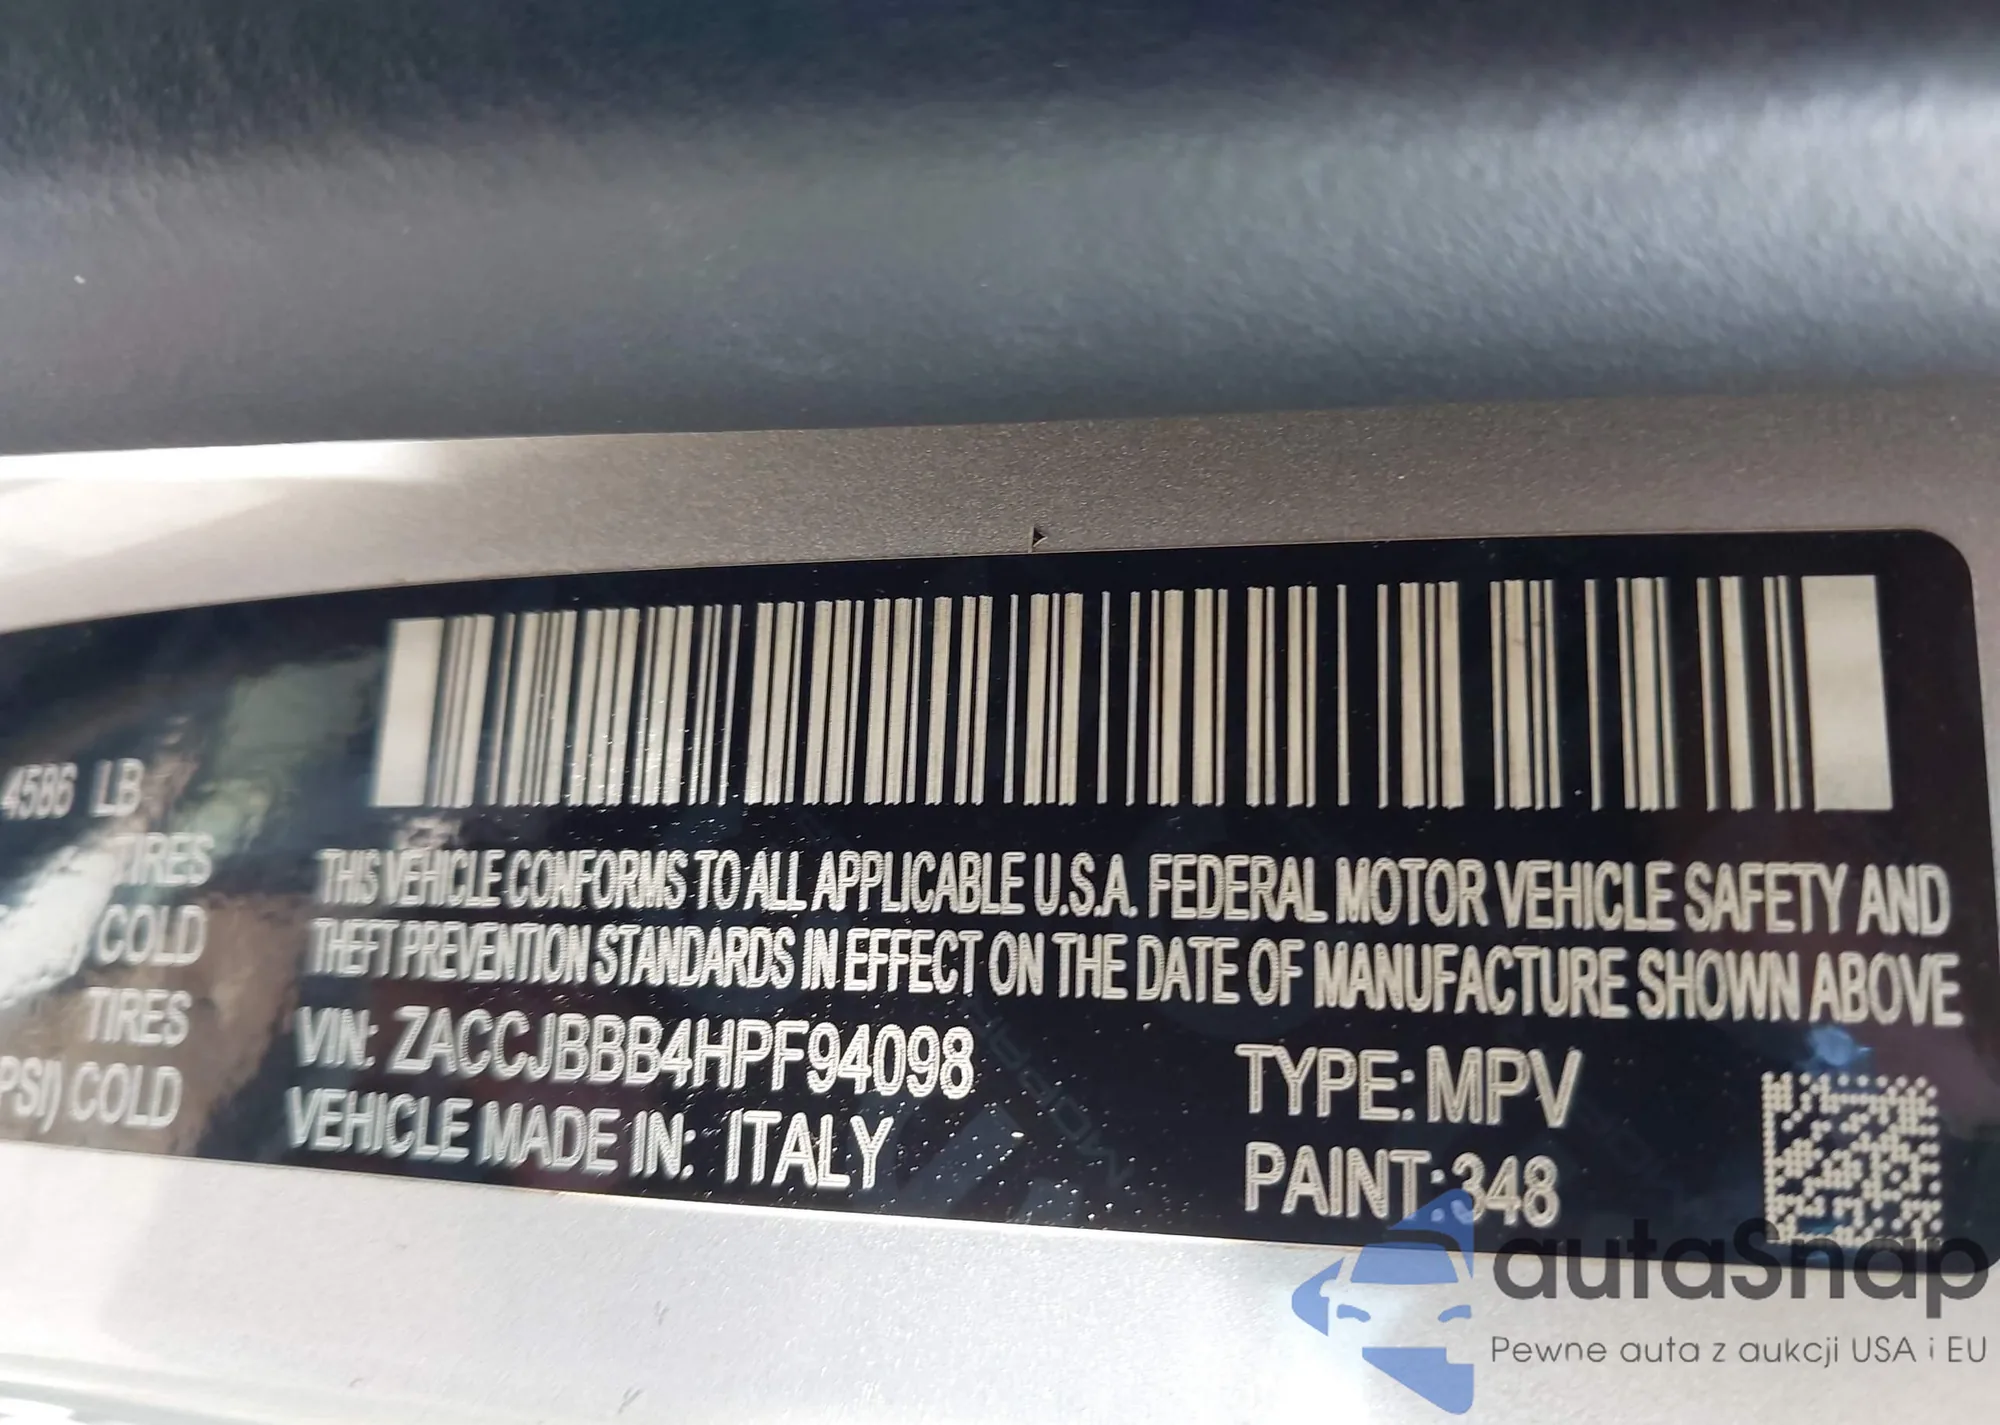 4586 LB
TIRES
COLD
TIRES
PSI) COLD
THIS VEHICLE CONFORMS TO ALL APPLICABLE U.S.A. FEDERAL MOTOR VEHICLE SAFETY AND
THEFT PREVENTION STANDARDS IN EFFECT ON THE DATE OF MANUFACTURE SHOWN ABOVE
VIN: ZACCJBBB4HPF94098
TYPE: MPV
VEHICLE MADE IN: ITALY
PAINT: 348
autaSnap
Pewne auta z aukcji USA i EU